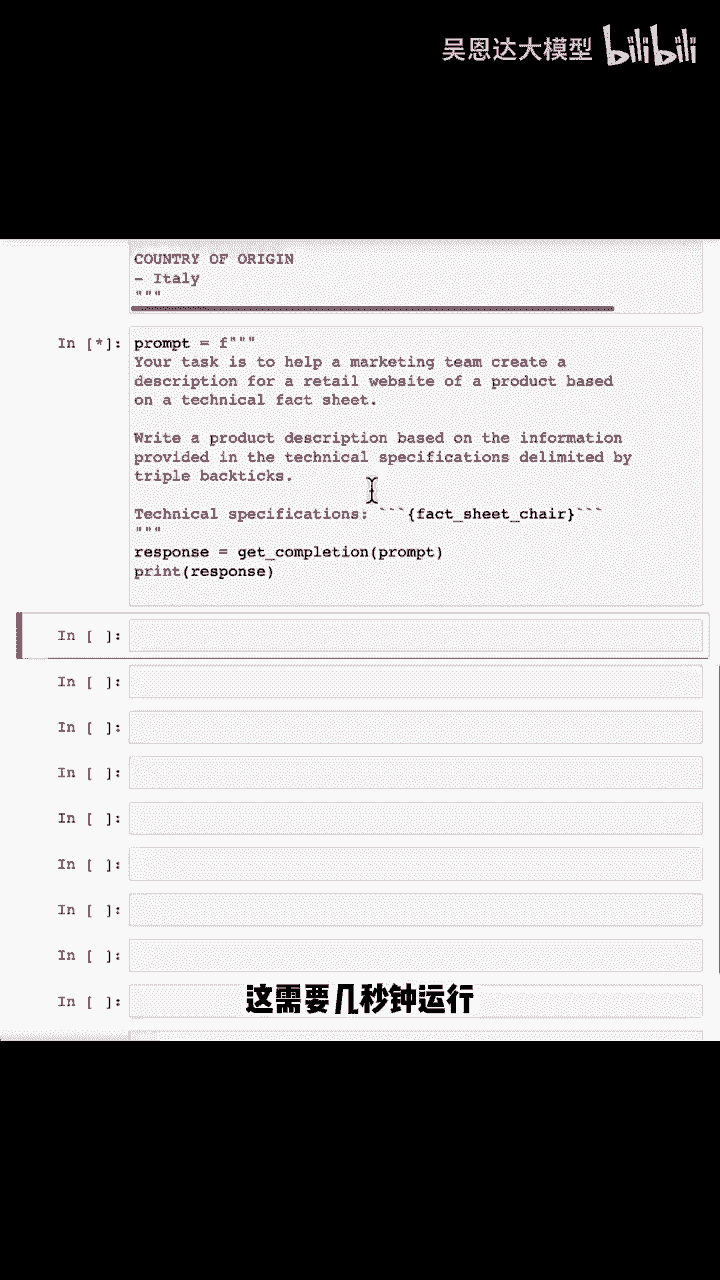 吴恩达大模型 bilibili
COUNTRY OF ORIGIN
- Italy
"""
In [*]: prompt = f"""
Your task is to help a marketing team create a
description for a retail website of a product based
on a technical fact sheet.
Write a product description based on the information
provided in the technical specifications delimited by
triple backticks.
Technical specifications: ```{fact_sheet_chair}```
"""
response = get_completion(prompt)
print(response)
In [ ]:
In [ ]:
In [ ]:
In [ ]:
In [ ]:
In [ ]:
In [ ]:
In [ ]:
In [ ]:
这需要几秒钟运行